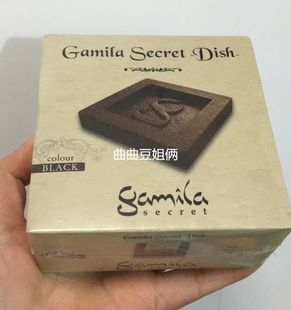 Gamila Secret Dish
colour
BLACK
曲曲豆姐俩
gamila
secret
Gamila Secret Dish